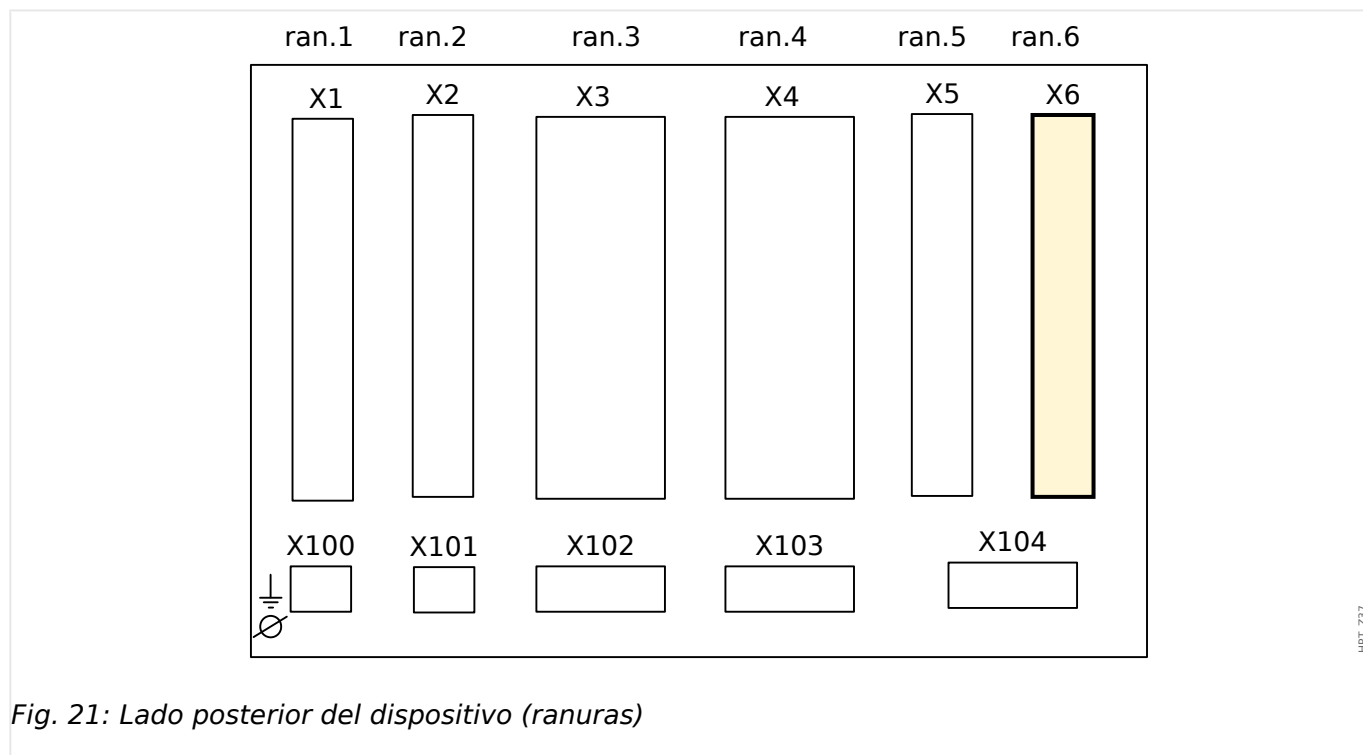 ran.1 ran.2 ran.3 ran.4 ran.5 ran.6
X1 X2 X3 X4 X5 X6
X100 X101 X102 X103 X104
Fig. 21: Lado posterior del dispositivo (ranuras)